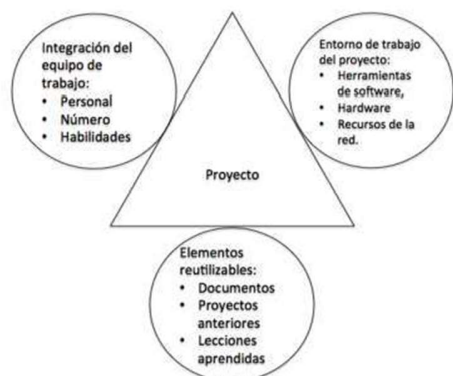 Integración del
equipo de
trabajo:
• Personal
• Número
• Habilidades
Entorno de trabajo
del proyecto:
• Herramientas
de software,
• Hardware
• Recursos de la
red.
Proyecto
Elementos
reutilizables:
• Documentos
• Proyectos
anteriores
• Lecciones
aprendidas